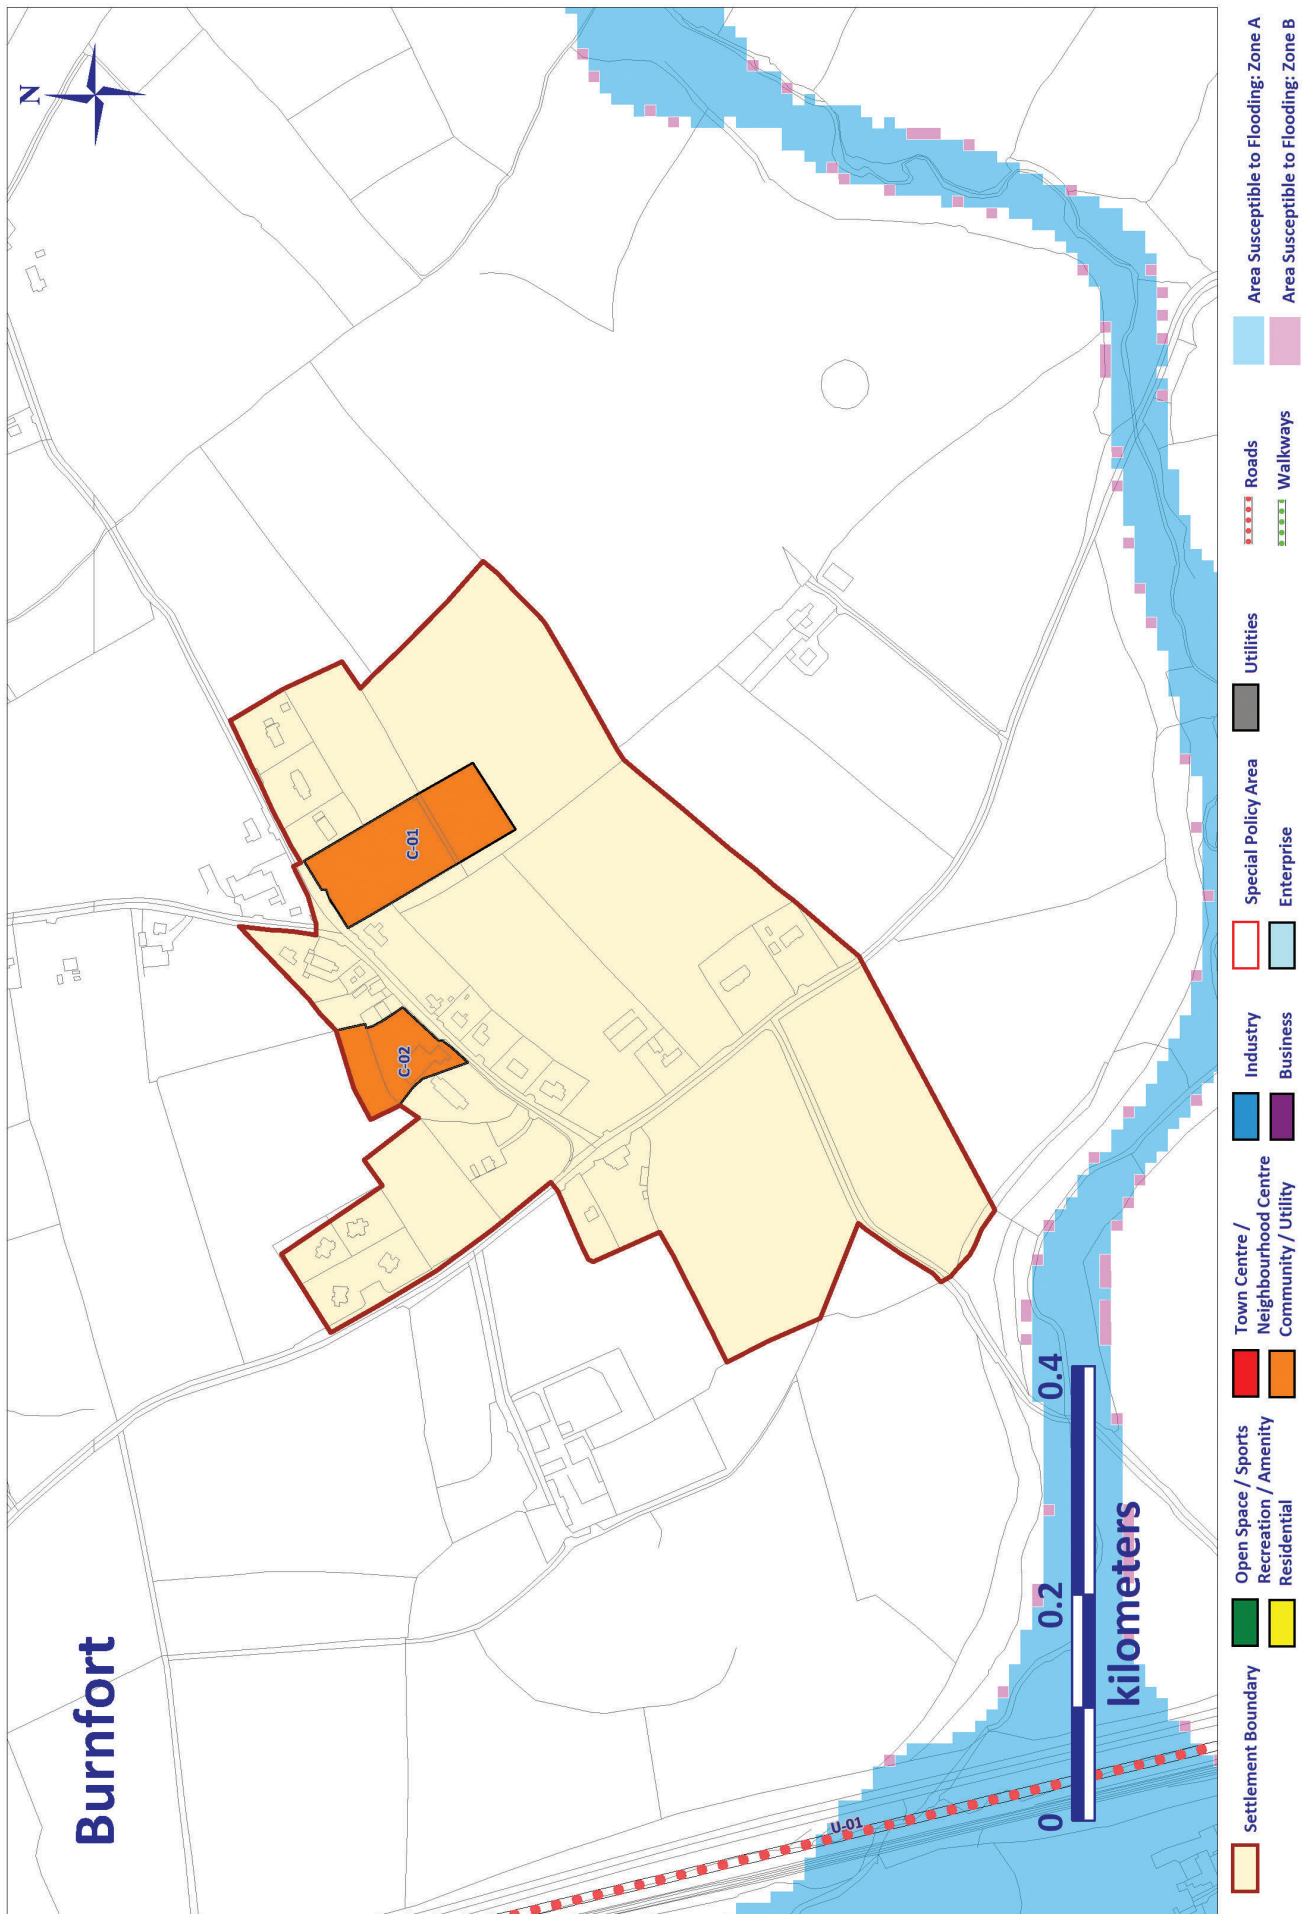 Burnfort
N
C-01
C-02
U-01
0 0.2 0.4
kilometers
Settlement Boundary
Open Space / Sports
Recreation / Amenity
Residential
Town Centre /
Neighbourhood Centre
Community / Utility
Industry
Business
Special Policy Area
Enterprise
Utilities
Roads
Walkways
Area Susceptible to Flooding: Zone A
Area Susceptible to Flooding: Zone B